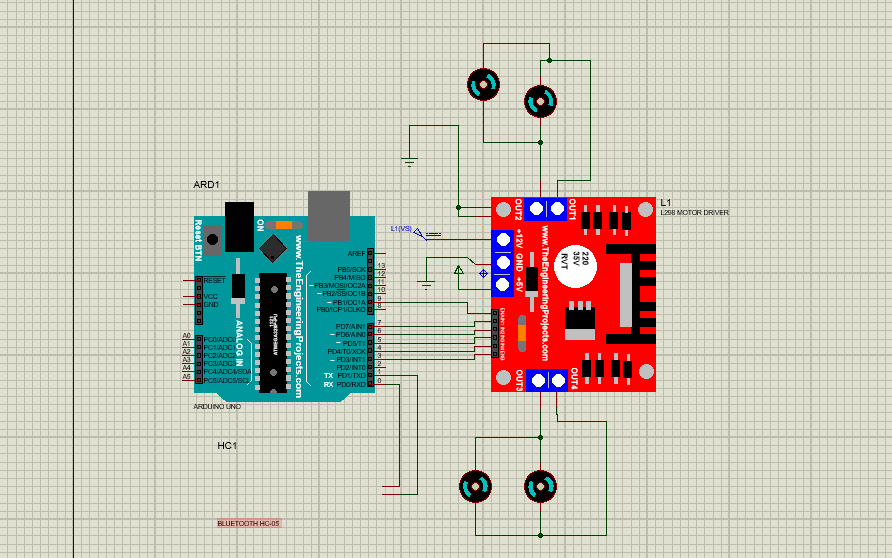 ARD1
ON
Reset BTN
www.TheEngineeringProjects.com
AREF
13
PB5/SCK
12
PB4/MISO
11
~PB3/MOSI/OC2A
10
~PB2/SS/OC1B
9
~PB1/OC1A
8
PB0/ICP1/CLKO
7
PD7/AIN1
6
~PD6/AIN0
5
~PD5/T1
4
PD4/T0/XCK
3
~PD3/INT1
2
PD2/INT0
1
TX PD1/TXD
0
RX PD0/RXD
RESET
VCC
GND
ANALOG IN
A0
PC0/ADC0
A1
PC1/ADC1
A2
PC2/ADC2
A3
PC3/ADC3
A4
PC4/ADC4/SDA
A5
PC5/ADC5/SCL
ARDUINO UNO
HC1
BLUETOOTH HC-05
L1(VS)
L1
L298 MOTOR DRIVER
OUT2
OUT1
+12V
GND
+5V
www.TheEngineeringProjects.com
220
35V
RVT
OUT3
OUT4